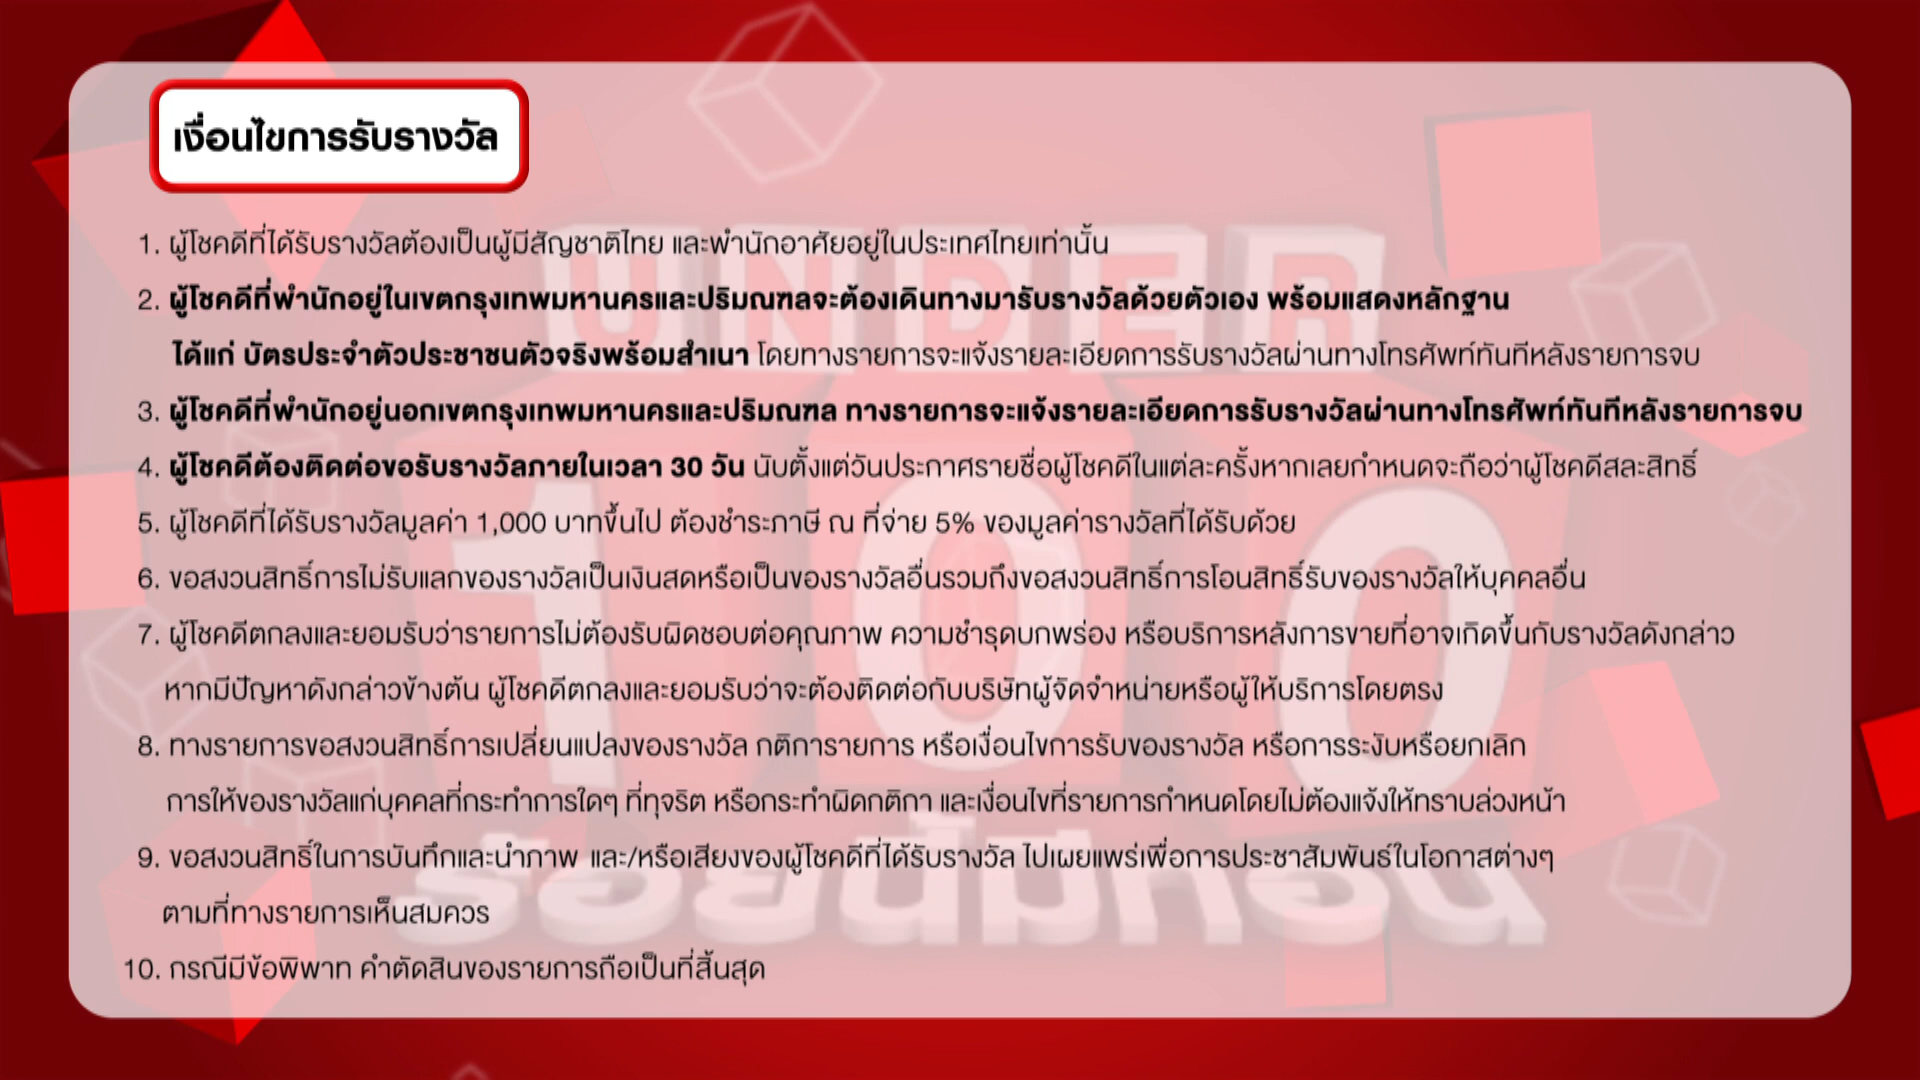 เงื่อนไขการรับรางวัล
1. ผู้โชคดีที่ได้รับรางวัลต้องเป็นผู้มีสัญชาติไทย และพำนักอาศัยอยู่ในประเทศไทยเท่านั้น
2. ผู้โชคดีที่พำนักอยู่ในเขตกรุงเทพมหานครและปริมณฑลจะต้องเดินทางมารับรางวัลด้วยตัวเอง พร้อมแสดงหลักฐาน
ได้แก่ บัตรประจำตัวประชาชนตัวจริงพร้อมสำเนา โดยทางรายการจะแจ้งรายละเอียดการรับรางวัลผ่านทางโทรศัพท์ทันทีหลังรายการจบ
3. ผู้โชคดีที่พำนักอยู่นอกเขตกรุงเทพมหานครและปริมณฑล ทางรายการจะแจ้งรายละเอียดการรับรางวัลผ่านทางโทรศัพท์ทันทีหลังรายการจบ
4. ผู้โชคดีต้องติดต่อขอรับรางวัลภายในเวลา 30 วัน นับตั้งแต่วันประกาศรายชื่อผู้โชคดีในแต่ละครั้งหากเลยกำหนดจะถือว่าผู้โชคดีสละสิทธิ์
5. ผู้โชคดีที่ได้รับรางวัลมูลค่า 1,000 บาทขึ้นไป ต้องชำระภาษี ณ ที่จ่าย 5% ของมูลค่ารางวัลที่ได้รับด้วย
6. ขอสงวนสิทธิ์การไม่รับแลกของรางวัลเป็นเงินสดหรือเป็นของรางวัลอื่นรวมถึงขอสงวนสิทธิ์การโอนสิทธิ์รับของรางวัลให้บุคคลอื่น
7. ผู้โชคดีตกลงและยอมรับว่ารายการไม่ต้องรับผิดชอบต่อคุณภาพ ความชำรุดบกพร่อง หรือบริการหลังการขายที่อาจเกิดขึ้นกับรางวัลดังกล่าว
หากมีปัญหาดังกล่าวข้างต้น ผู้โชคดีตกลงและยอมรับว่าจะต้องติดต่อกับบริษัทผู้จัดจำหน่ายหรือผู้ให้บริการโดยตรง
8. ทางรายการขอสงวนสิทธิ์การเปลี่ยนแปลงของรางวัล กติการายการ หรือเงื่อนไขการรับของรางวัล หรือการระงับหรือยกเลิก
การให้ของรางวัลแก่บุคคลที่กระทำการใดๆ ที่ทุจริต หรือกระทำผิดกติกา และเงื่อนไขที่รายการกำหนดโดยไม่ต้องแจ้งให้ทราบล่วงหน้า
9. ขอสงวนสิทธิ์ในการบันทึกและนำภาพ และ/หรือเสียงของผู้โชคดีที่ได้รับรางวัล ไปเผยแพร่เพื่อการประชาสัมพันธ์ในโอกาสต่างๆ
ตามที่ทางรายการเห็นสมควร
10. กรณีมีข้อพิพาท คำตัดสินของรายการถือเป็นที่สิ้นสุด
UNDER
100
ร้อยนี้มีทอน